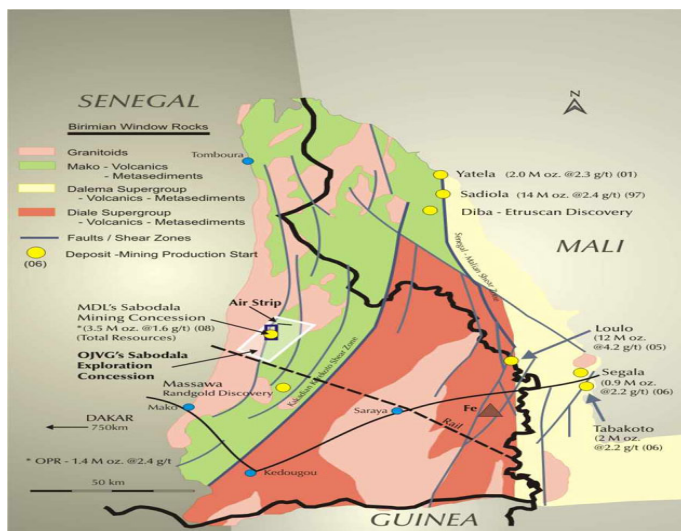 SENEGAL
Birimian Window Rocks
Granitoids
Mako - Volcanics
- Metasediments
Dalema Supergroup
- Volcanics - Metasediments
Diale Supergroup
- Volcanics - Metasediments
Faults / Shear Zones
Deposit -Mining Production Start
(06)
N
Tomboura
Yatela (2.0 M oz. @2.3 g/t) (01)
Sadiola (14 M oz. @2.4 g/t) (97)
Diba - Etruscan Discovery
MALI
Senegal - Malian Shear Zone
Air Strip
MDL's Sabodala
Mining Concession
*(3.5 M oz. @1.6 g/t) (08)
(Total Resources)
OJVG's Sabodala
Exploration
Concession
Massawa
Randgold Discovery
Mako
DAKAR
750km
* OPR - 1.4 M oz. @2.4 g/t
50 km
Shear Zone
Saraya
Rail
Fe
Kedougou
Loulo
(12 M oz.
@4.2 g/t) (05)
Segala
(0.9 M oz.
@2.2 g/t) (06)
Tabakoto
(2 M oz.
@2.2 g/t (06)
GUINEA